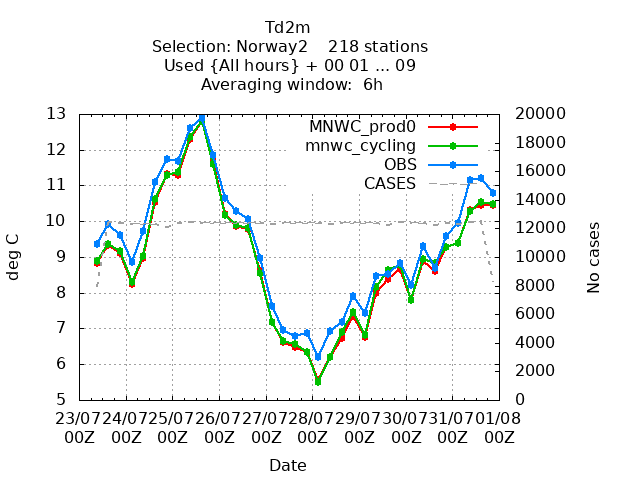 Td2m
Selection: Norway2    218 stations
Used {All hours} + 00 01 ... 09
Averaging window:  6h
13
12
11
10
9
8
7
6
5
deg C
MNWC_prod0
mnwc_cycling
OBS
CASES
20000
18000
16000
14000
12000
10000
8000
6000
4000
2000
0
No cases
23/07 24/07 25/07 26/07 27/07 28/07 29/07 30/07 31/07 01/08
00Z 00Z 00Z 00Z 00Z 00Z 00Z 00Z 00Z 00Z
Date